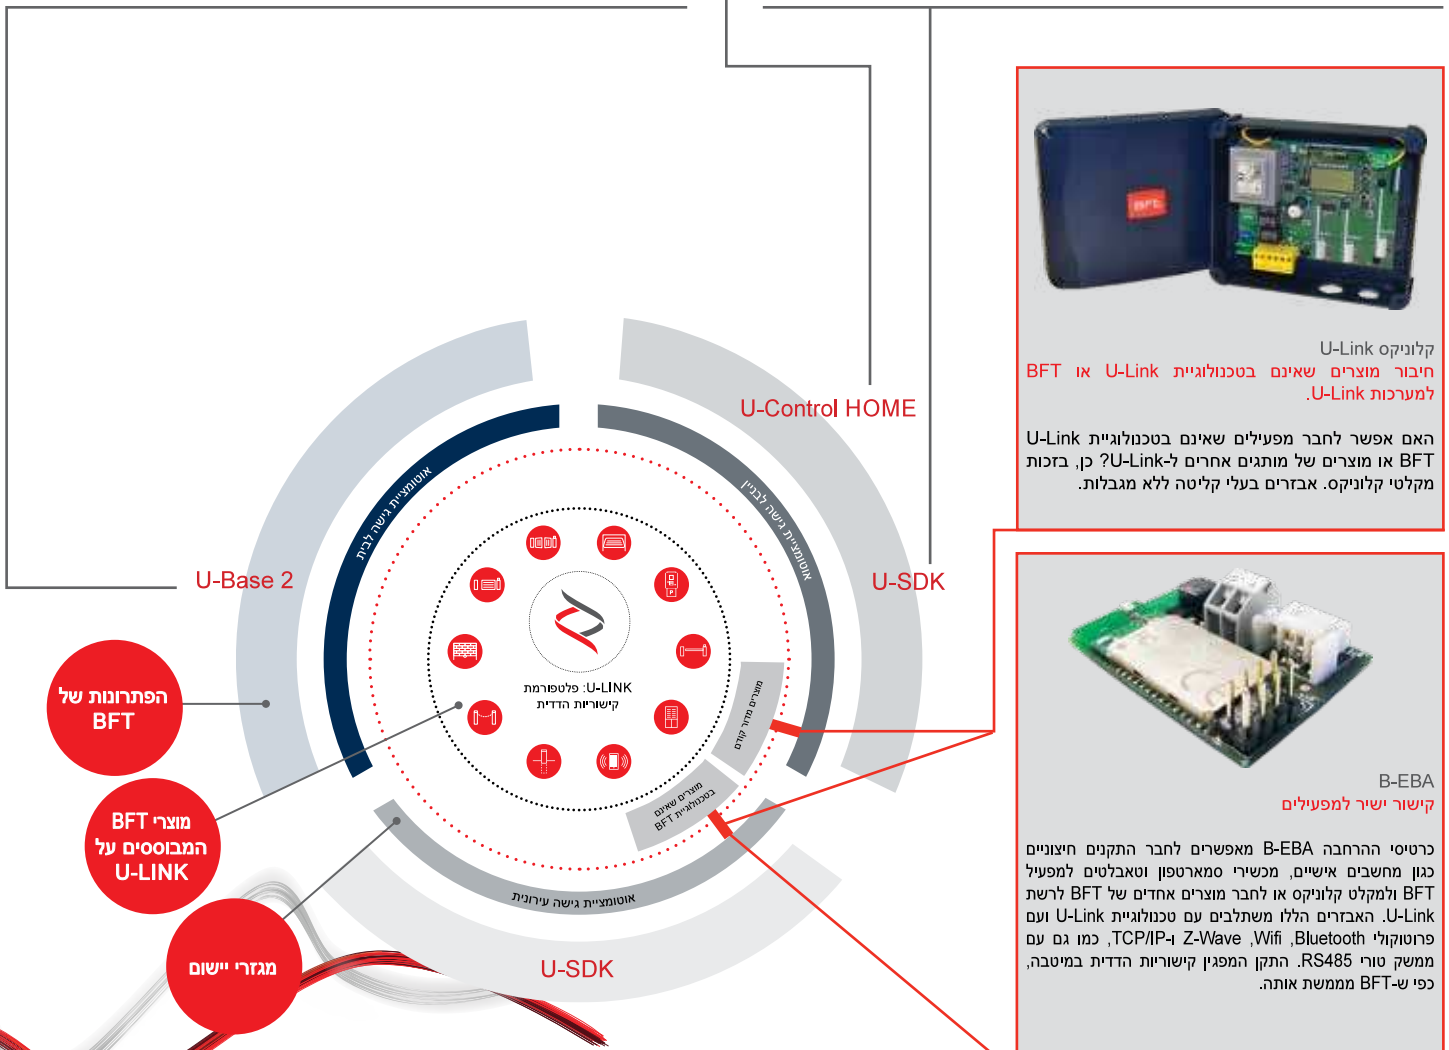 BFT
קלוניקס U-Link
חיבור מוצרים שאינם בטכנולוגיית U-Link או BFT
למערכות U-Link.
האם אפשר לחבר מפעילים שאינם בטכנולוגיית U-Link
BFT או מוצרים של מותגים אחרים ל-U-Link? כן, בזכות
מקלטי קלוניקס. אבזרים בעלי קליטה ללא מגבלות.
U-Control HOME
אוטומציית גישה לבית
אוטומציית גישה לבניין
U-Base 2
U-SDK
הפתרונות של
BFT
U-LINK: פלטפורמת
קישוריות הדדית
מוצרים מדור קודם
מוצרים שאינם
בטכנולוגיית BFT
מוצרי BFT
המבוססים על
U-LINK
אוטומציית גישה עירונית
מגזרי יישום
U-SDK
B-EBA
קישור ישיר למפעילים
כרטיסי ההרחבה B-EBA מאפשרים לחבר התקנים חיצוניים
כגון מחשבים אישיים, מכשירי סמארטפון וטאבלטים למפעיל
BFT ולמקלט קלוניקס או לחבר מוצרים אחדים של BFT לרשת
U-Link. האבזרים הללו משתלבים עם טכנולוגיית U-Link ועם
פרוטוקולי Z-Wave ,Wifi ,Bluetooth ו-TCP/IP, כמו גם עם
ממשק טורי RS485. התקן המפגין קישוריות הדדית במיטבה,
כפי ש-BFT מממשת אותה.